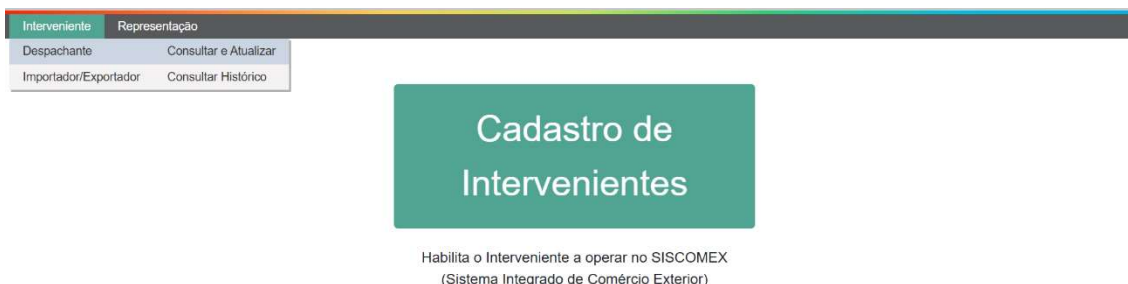 Interveniente Representação
Despachante Consultar e Atualizar
Importador/Exportador Consultar Histórico
Cadastro de
Intervenientes
Habilita o Interveniente a operar no SISCOMEX
(Sistema Integrado de Comércio Exterior)